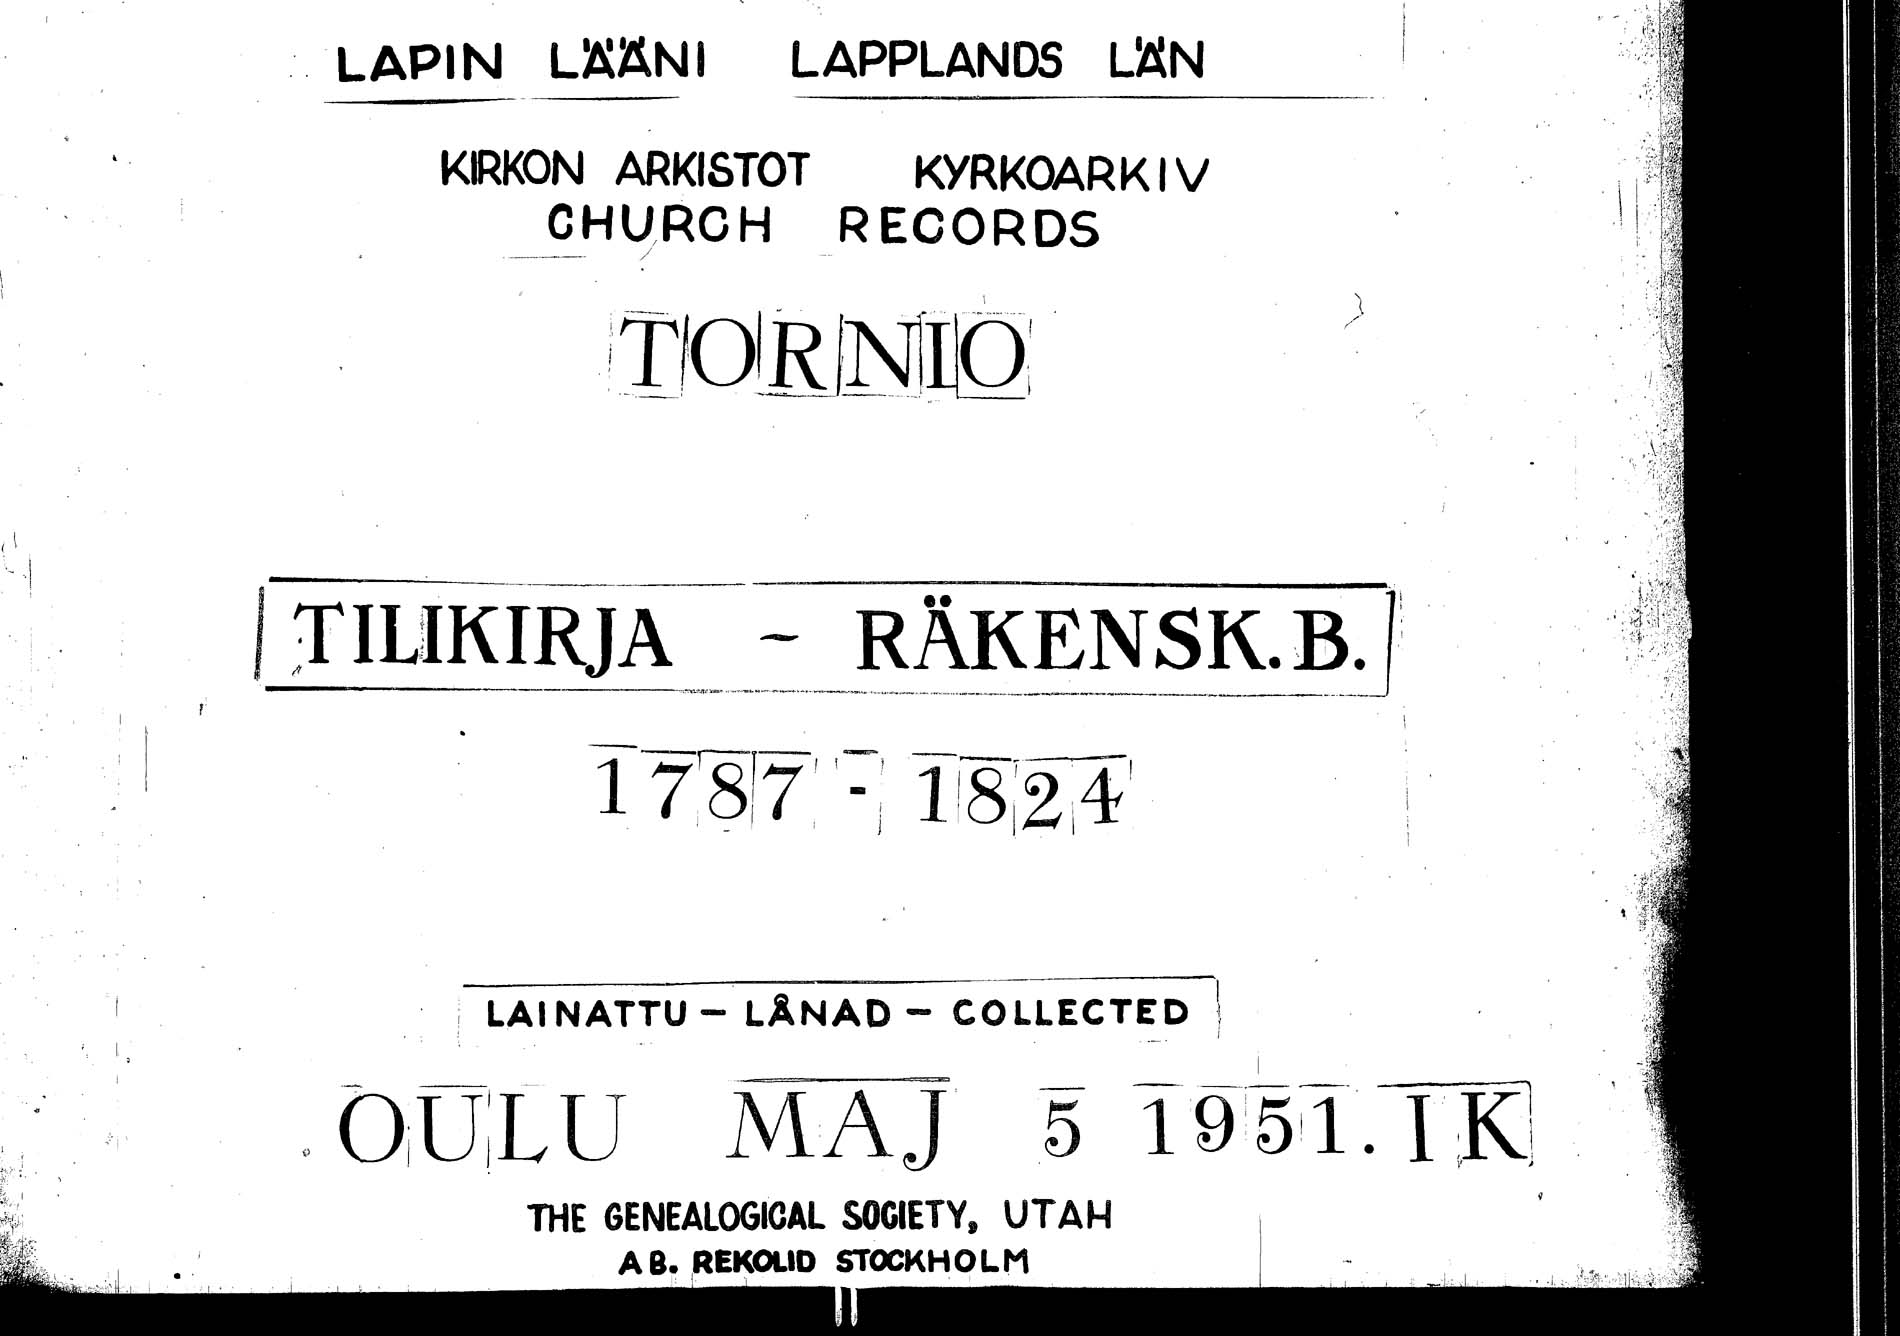 LAPIN LÄÄNI LAPPLANDS LÄN
KIRKON ARKISTOT KYRKOARKIV
CHURCH RECORDS
TORNIO
TILIKIRJA - RÄKENSK.B.
1787 - 1824
LAINATTU - LÅNAD - COLLECTED
OULU MAJ 5 1951. IK
THE GENEALOGICAL SOCIETY, UTAH
AB. REKOLID STOCKHOLM